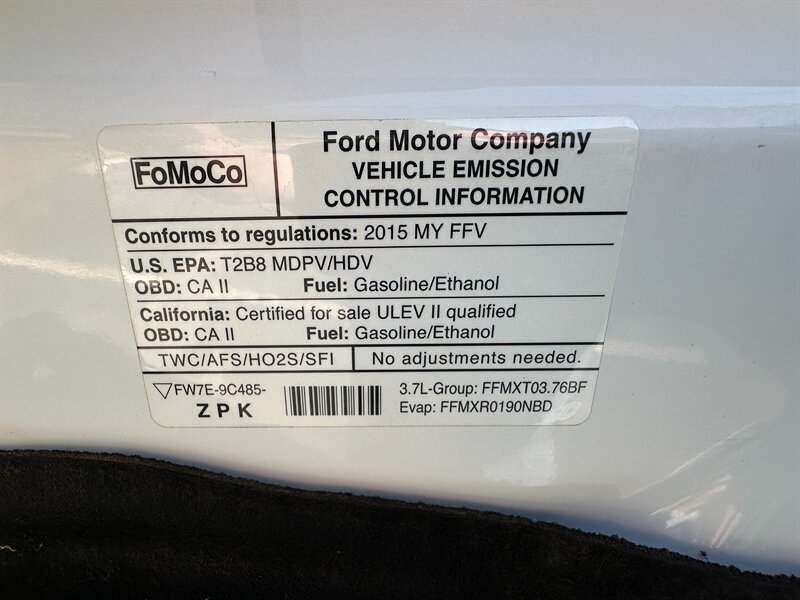 FoMoCo
Ford Motor Company
VEHICLE EMISSION
CONTROL INFORMATION
Conforms to regulations: 2015 MY FFV
U.S. EPA: T2B8 MDPV/HDV
OBD: CA II Fuel: Gasoline/Ethanol
California: Certified for sale ULEV II qualified
OBD: CA II Fuel: Gasoline/Ethanol
TWC/AFS/HO2S/SFI No adjustments needed.
FW7E-9C485- 3.7L-Group: FFMXT03.76BF
ZPK Evap: FFMXR0190NBD